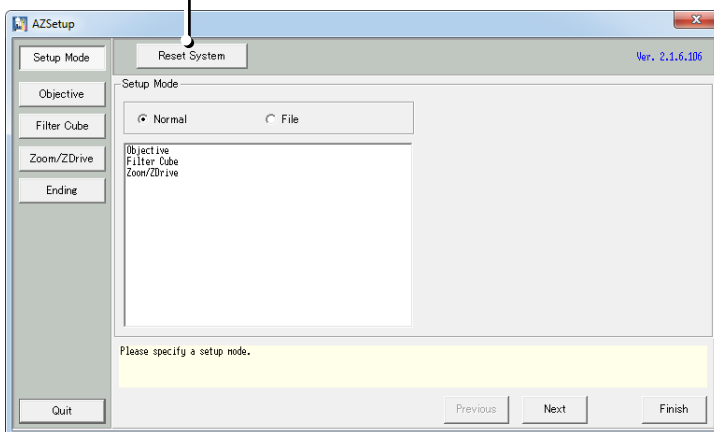 AZSetup
Setup Mode
Reset System
Ver. 2.1.6.106
Objective
Filter Cube
Zoom/ZDrive
Ending
Quit
Setup Mode
Normal
File
Objective
Filter Cube
Zoom/ZDrive
Please specify a setup mode.
Previous
Next
Finish